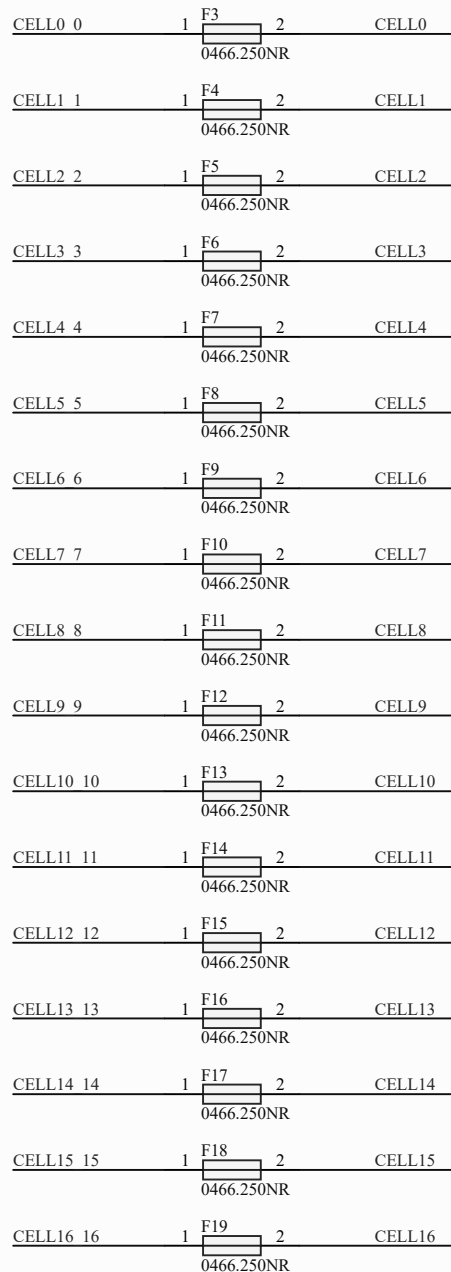 F3
CELL0_0 1 2 CELL0
0466.250NR
F4
CELL1_1 1 2 CELL1
0466.250NR
F5
CELL2_2 1 2 CELL2
0466.250NR
F6
CELL3_3 1 2 CELL3
0466.250NR
F7
CELL4_4 1 2 CELL4
0466.250NR
F8
CELL5_5 1 2 CELL5
0466.250NR
F9
CELL6_6 1 2 CELL6
0466.250NR
F10
CELL7_7 1 2 CELL7
0466.250NR
F11
CELL8_8 1 2 CELL8
0466.250NR
F12
CELL9_9 1 2 CELL9
0466.250NR
F13
CELL10_10 1 2 CELL10
0466.250NR
F14
CELL11_11 1 2 CELL11
0466.250NR
F15
CELL12_12 1 2 CELL12
0466.250NR
F16
CELL13_13 1 2 CELL13
0466.250NR
F17
CELL14_14 1 2 CELL14
0466.250NR
F18
CELL15_15 1 2 CELL15
0466.250NR
F19
CELL16_16 1 2 CELL16
0466.250NR